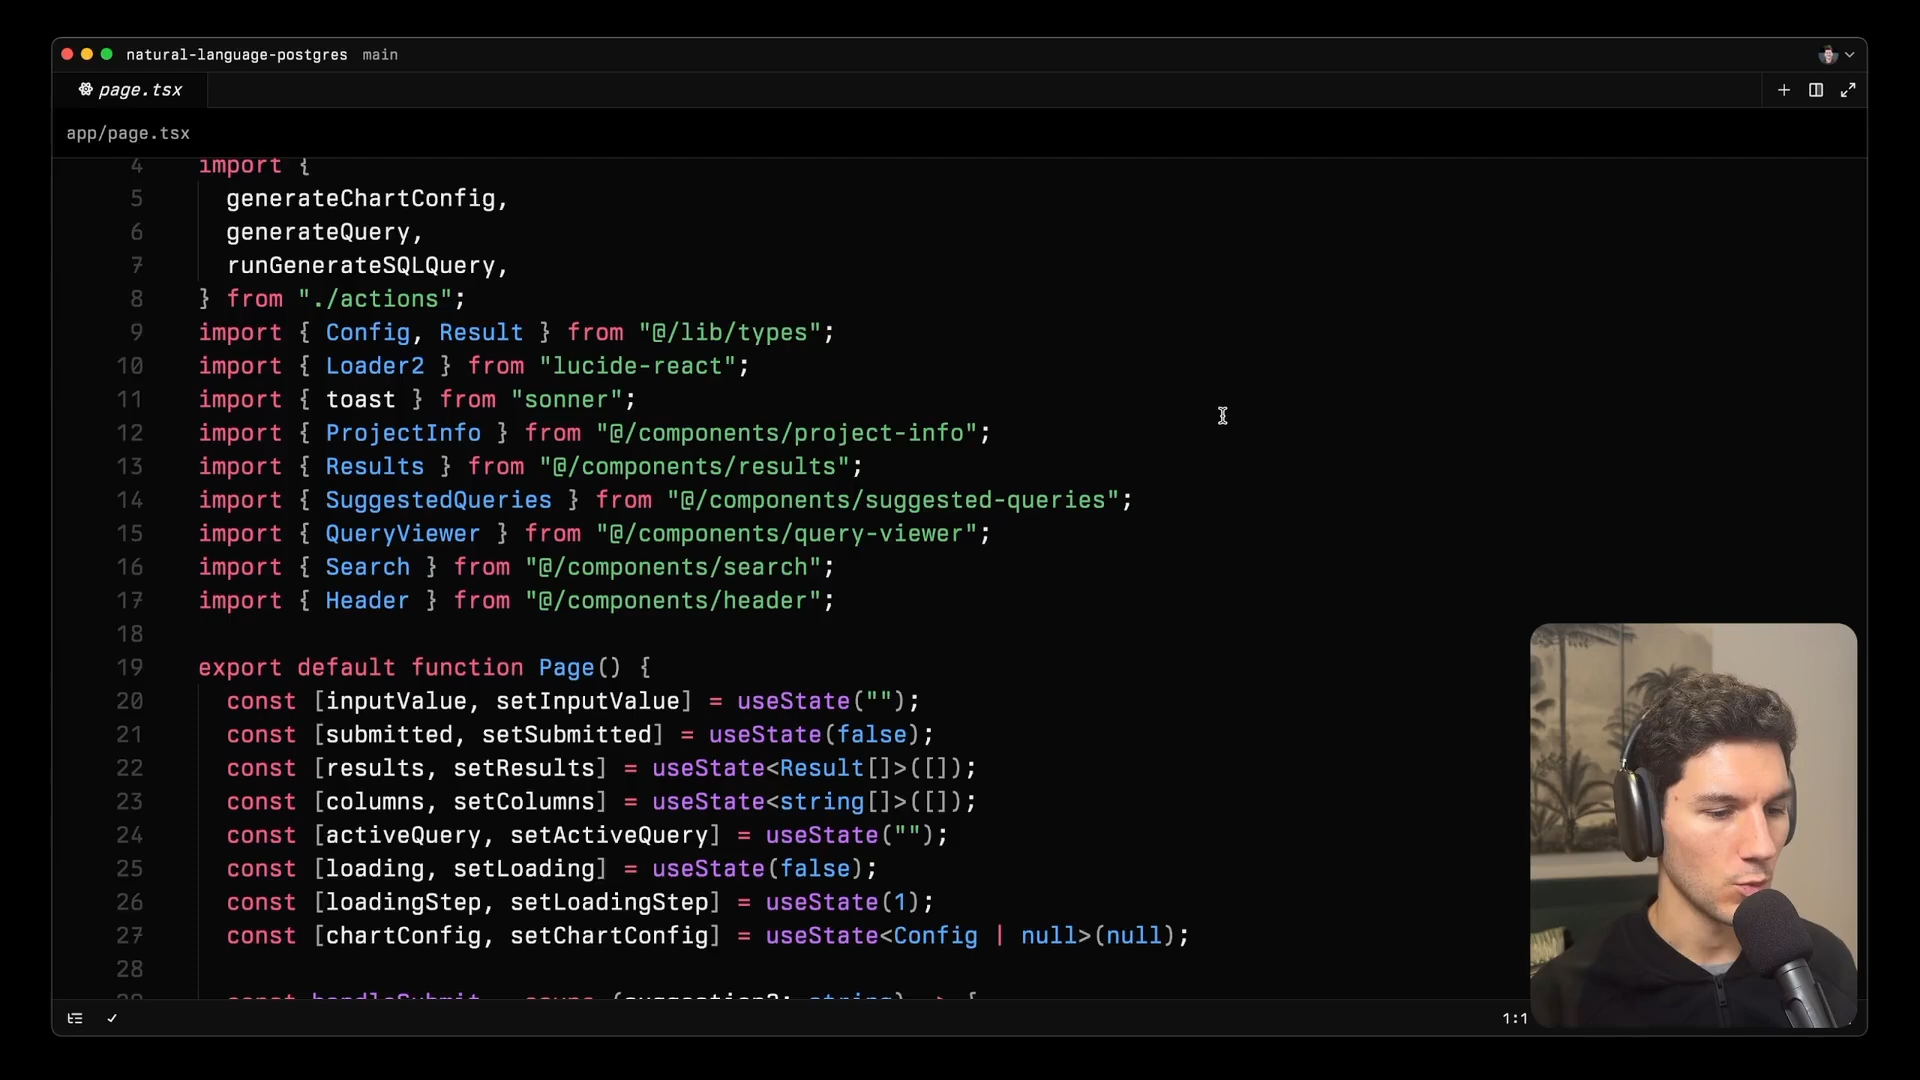 natural-language-postgres main
page.tsx
app/page.tsx
4 import {
5 generateChartConfig,
6 generateQuery,
7 runGenerateSQLQuery,
8 } from "./actions";
9 import { Config, Result } from "@/lib/types";
10 import { Loader2 } from "lucide-react";
11 import { toast } from "sonner";
12 import { ProjectInfo } from "@/components/project-info";
13 import { Results } from "@/components/results";
14 import { SuggestedQueries } from "@/components/suggested-queries";
15 import { QueryViewer } from "@/components/query-viewer";
16 import { Search } from "@/components/search";
17 import { Header } from "@/components/header";
18
19 export default function Page() {
20 const [inputValue, setInputValue] = useState("");
21 const [submitted, setSubmitted] = useState(false);
22 const [results, setResults] = useState<Result[]>([]);
23 const [columns, setColumns] = useState<string[]>([]);
24 const [activeQuery, setActiveQuery] = useState("");
25 const [loading, setLoading] = useState(false);
26 const [loadingStep, setLoadingStep] = useState(1);
27 const [chartConfig, setChartConfig] = useState<Config | null>(null);
28
29 const handleSubmit = async (suggestion?: string) => {
1:1